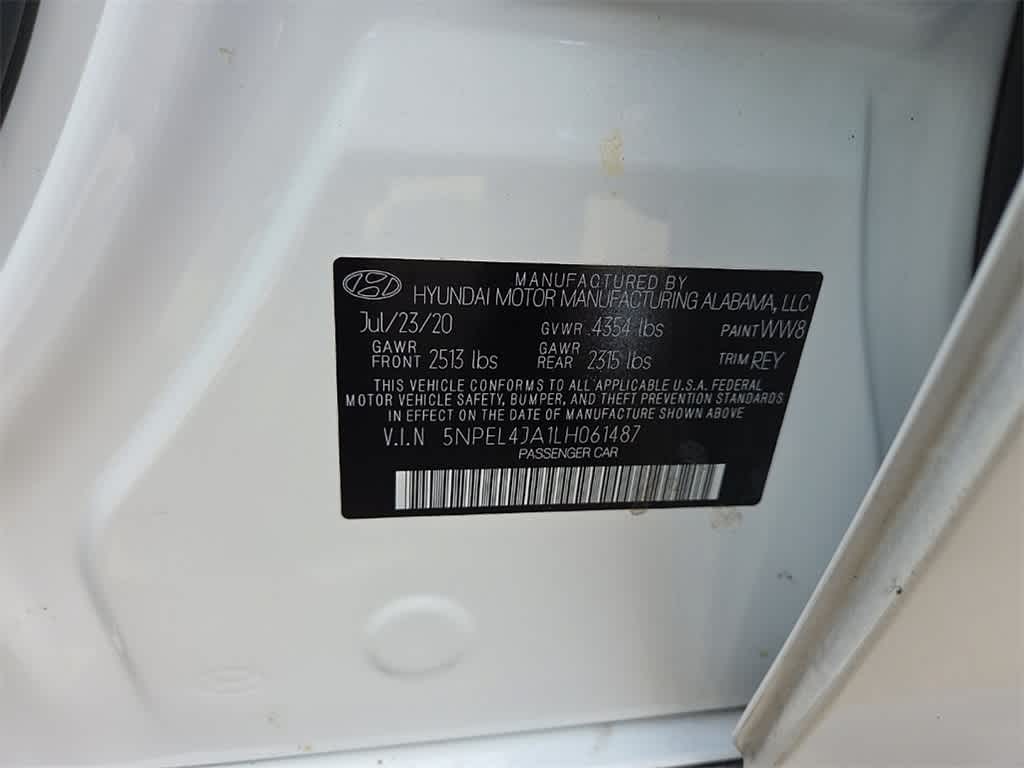 MANUFACTURED BY
HYUNDAI MOTOR MANUFACTURING ALABAMA, LLC
Jul/23/20 GVWR 4354 lbs PAINT WW8
GAWR FRONT 2513 lbs GAWR REAR 2315 lbs TRIM REY
THIS VEHICLE CONFORMS TO ALL APPLICABLE U.S.A. FEDERAL
MOTOR VEHICLE SAFETY, BUMPER, AND THEFT PREVENTION STANDARDS
IN EFFECT ON THE DATE OF MANUFACTURE SHOWN ABOVE
V.I.N 5NPEL4JA1LH061487
PASSENGER CAR